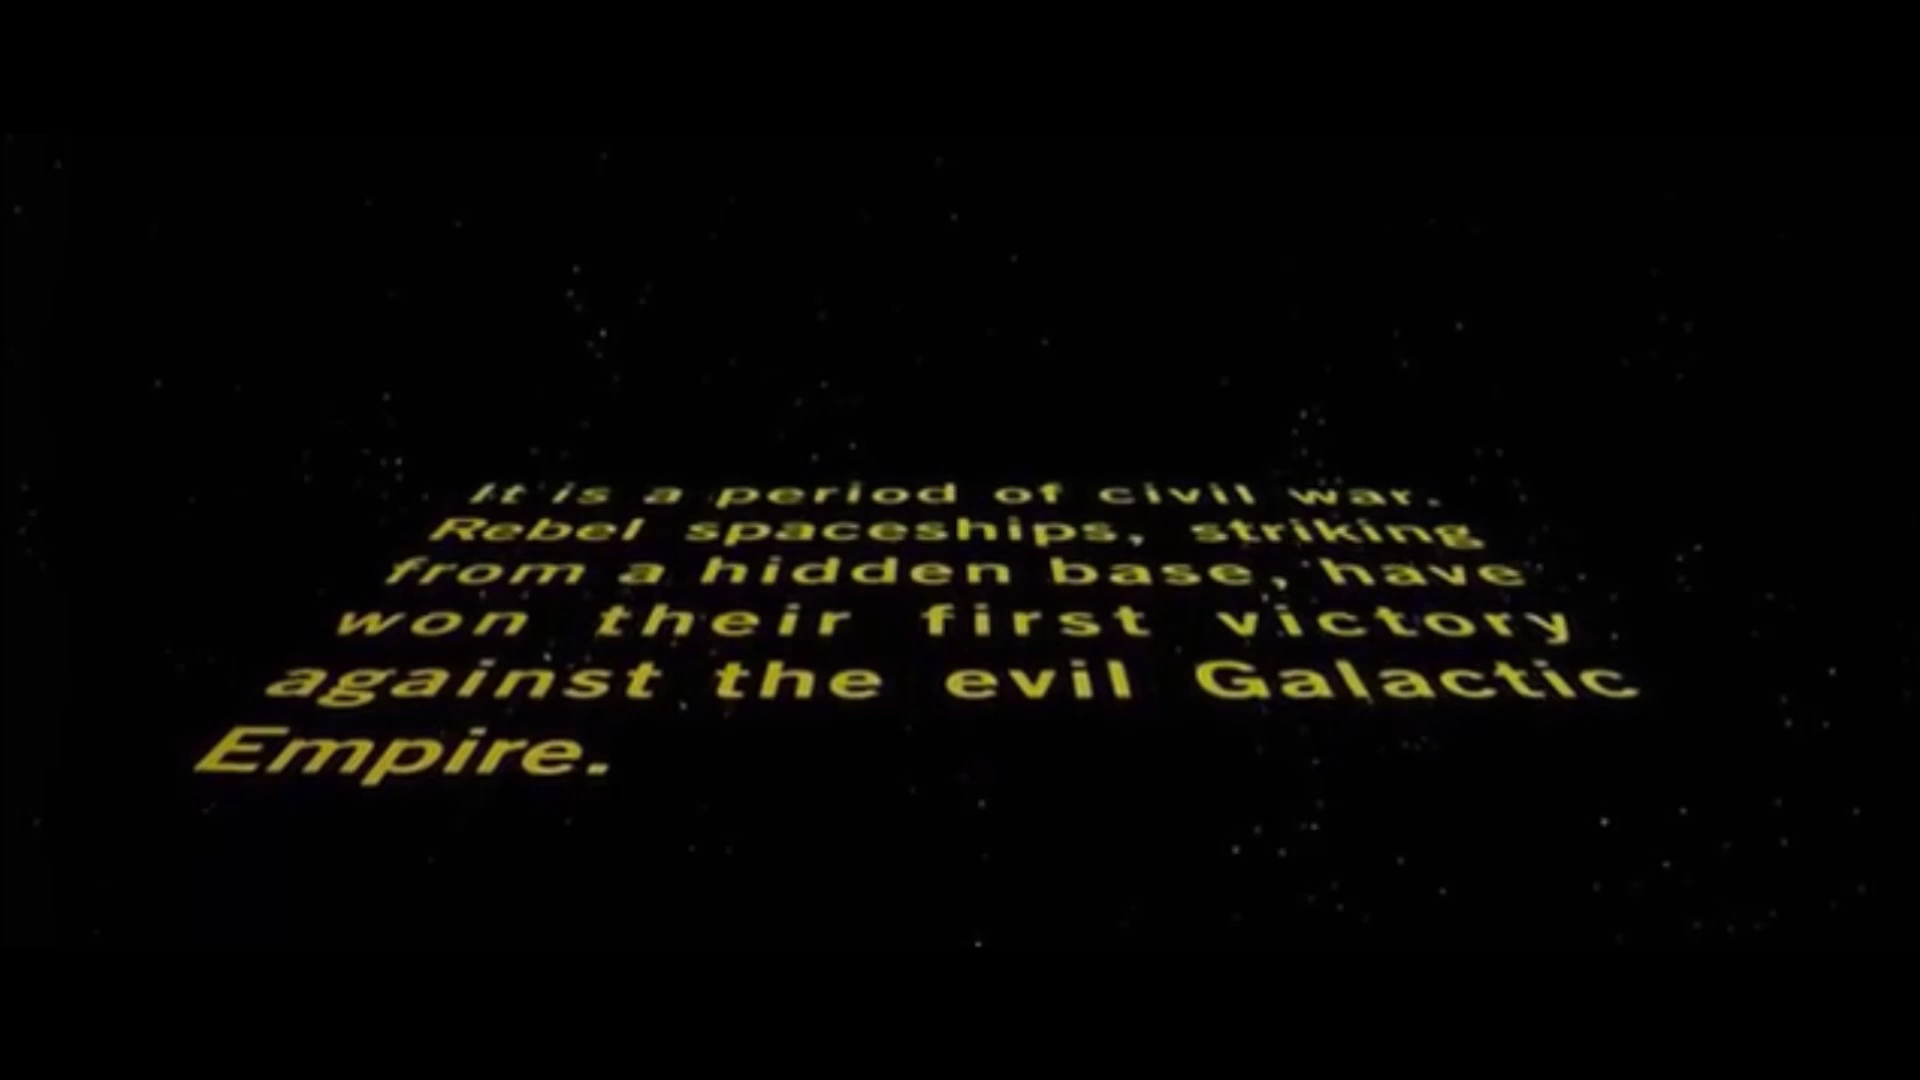 It is a period of civil war.
Rebel spaceships, striking
from a hidden base, have
won their first victory
against the evil Galactic
Empire.